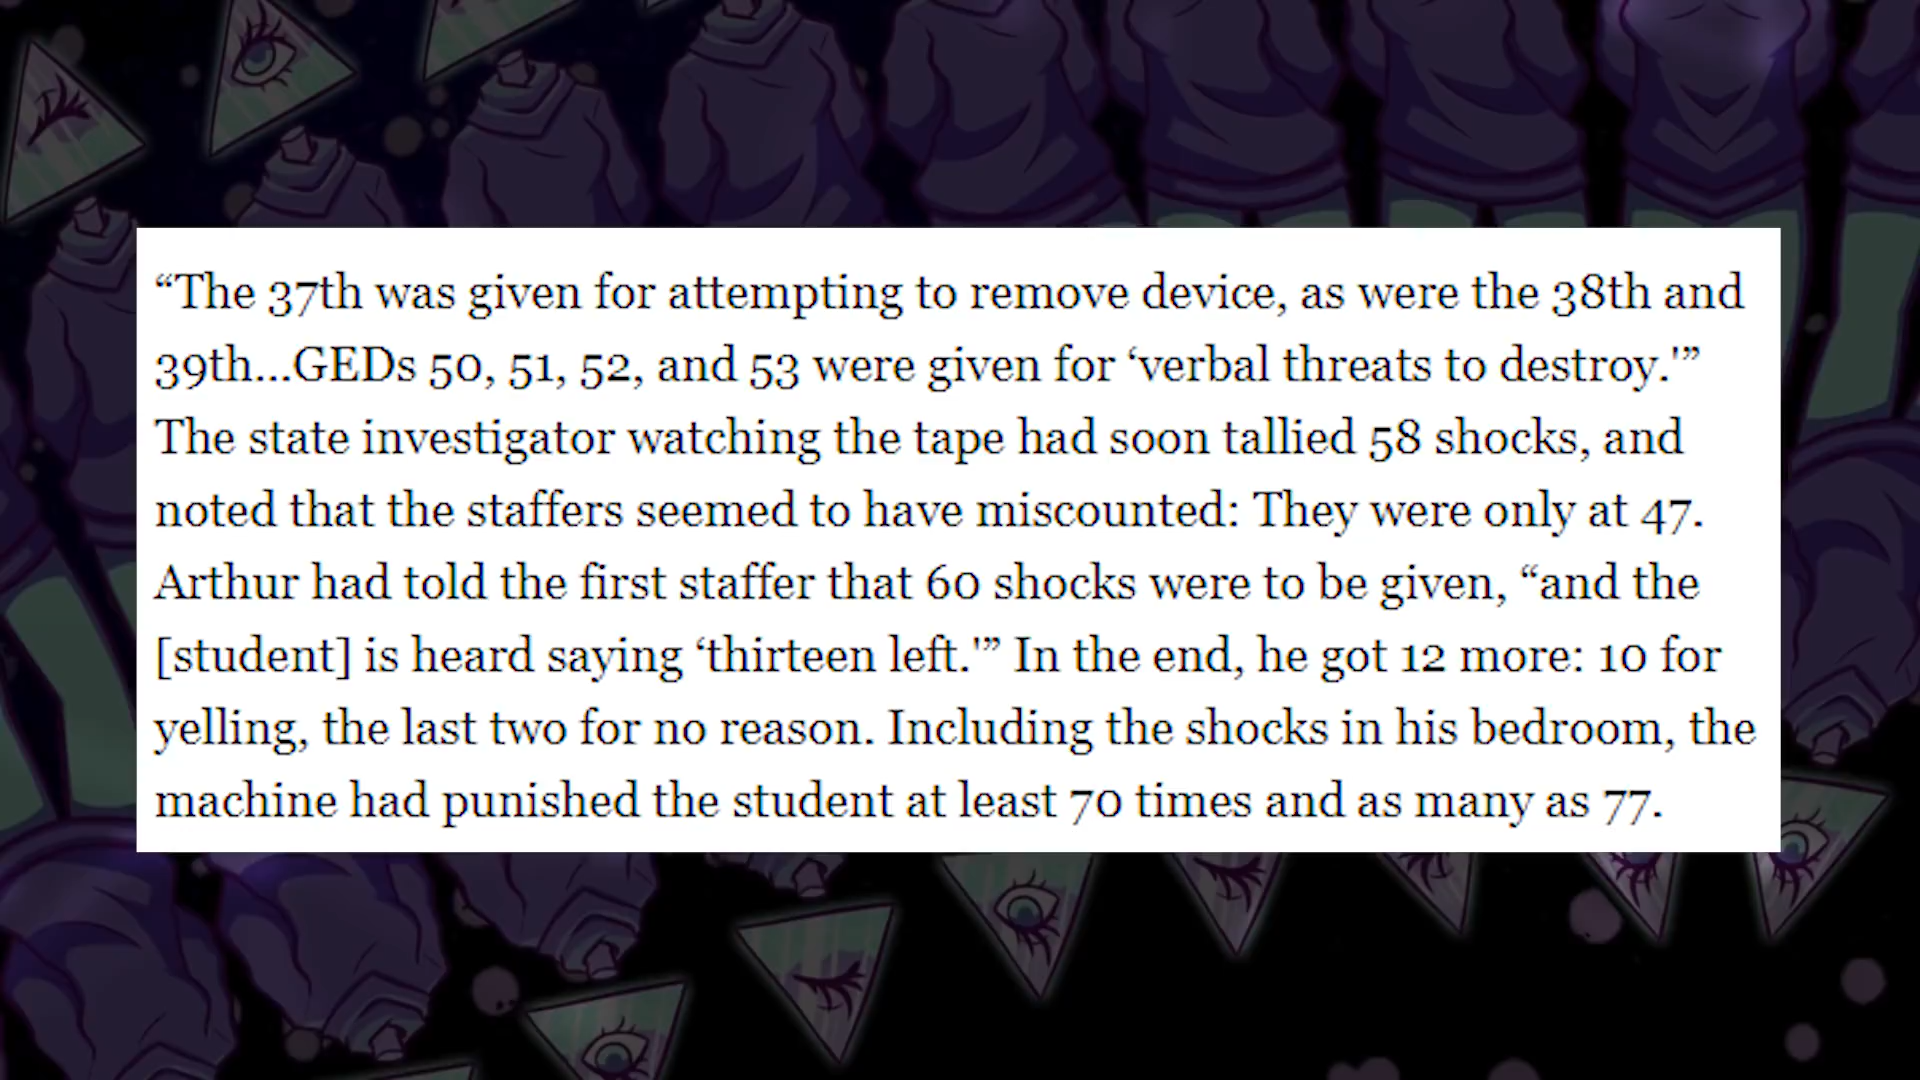 “The 37th was given for attempting to remove device, as were the 38th and
39th…GEDs 50, 51, 52, and 53 were given for ‘verbal threats to destroy.'”
The state investigator watching the tape had soon tallied 58 shocks, and
noted that the staffers seemed to have miscounted: They were only at 47.
Arthur had told the first staffer that 60 shocks were to be given, “and the
[student] is heard saying ‘thirteen left.'” In the end, he got 12 more: 10 for
yelling, the last two for no reason. Including the shocks in his bedroom, the
machine had punished the student at least 70 times and as many as 77.